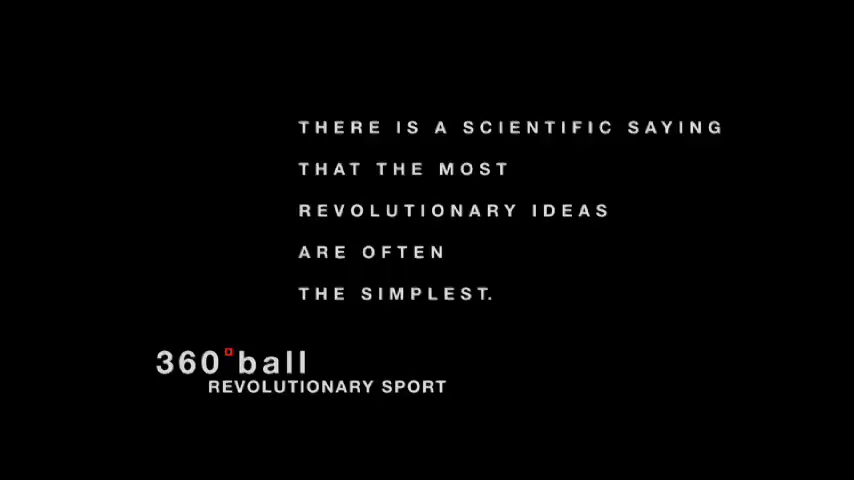 THERE IS A SCIENTIFIC SAYING
THAT THE MOST
REVOLUTIONARY IDEAS
ARE OFTEN
THE SIMPLEST.
360°ball
REVOLUTIONARY SPORT